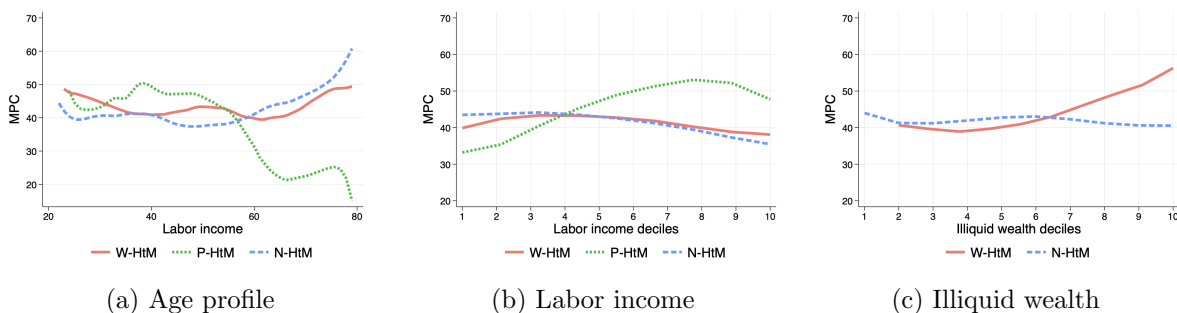 70
60
50
40
30
20
MPC
20 40 60 80
Labor income
W-HtM P-HtM N-HtM
(a) Age profile
70
60
50
40
30
20
MPC
1 2 3 4 5 6 7 8 9 10
Labor income deciles
W-HtM P-HtM N-HtM
(b) Labor income
70
60
50
40
30
20
MPC
1 2 3 4 5 6 7 8 9 10
Illiquid wealth deciles
W-HtM N-HtM
(c) Illiquid wealth